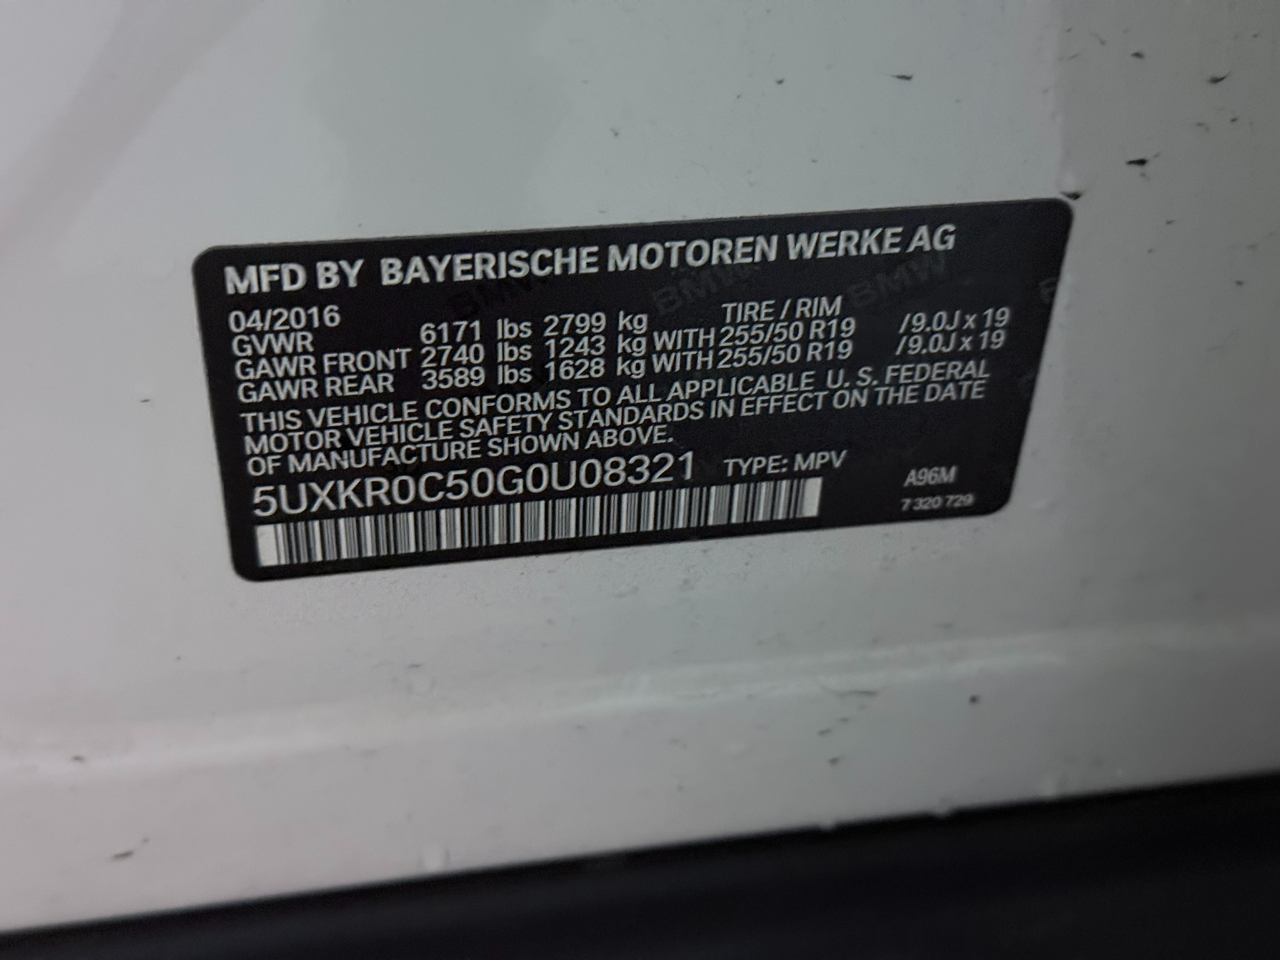 MFD BY BAYERISCHE MOTOREN WERKE AG
04/2016 TIRE / RIM
GVWR 6171 lbs 2799 kg
GAWR FRONT 2740 lbs 1243 kg WITH 255/50 R19 /9.0J x 19
GAWR REAR 3589 lbs 1628 kg WITH 255/50 R19 /9.0J x 19
THIS VEHICLE CONFORMS TO ALL APPLICABLE U. S. FEDERAL
MOTOR VEHICLE SAFETY STANDARDS IN EFFECT ON THE DATE
OF MANUFACTURE SHOWN ABOVE.
5UXKR0C50G0U08321 TYPE: MPV A96M
7 320 729
BMW BMW BMW